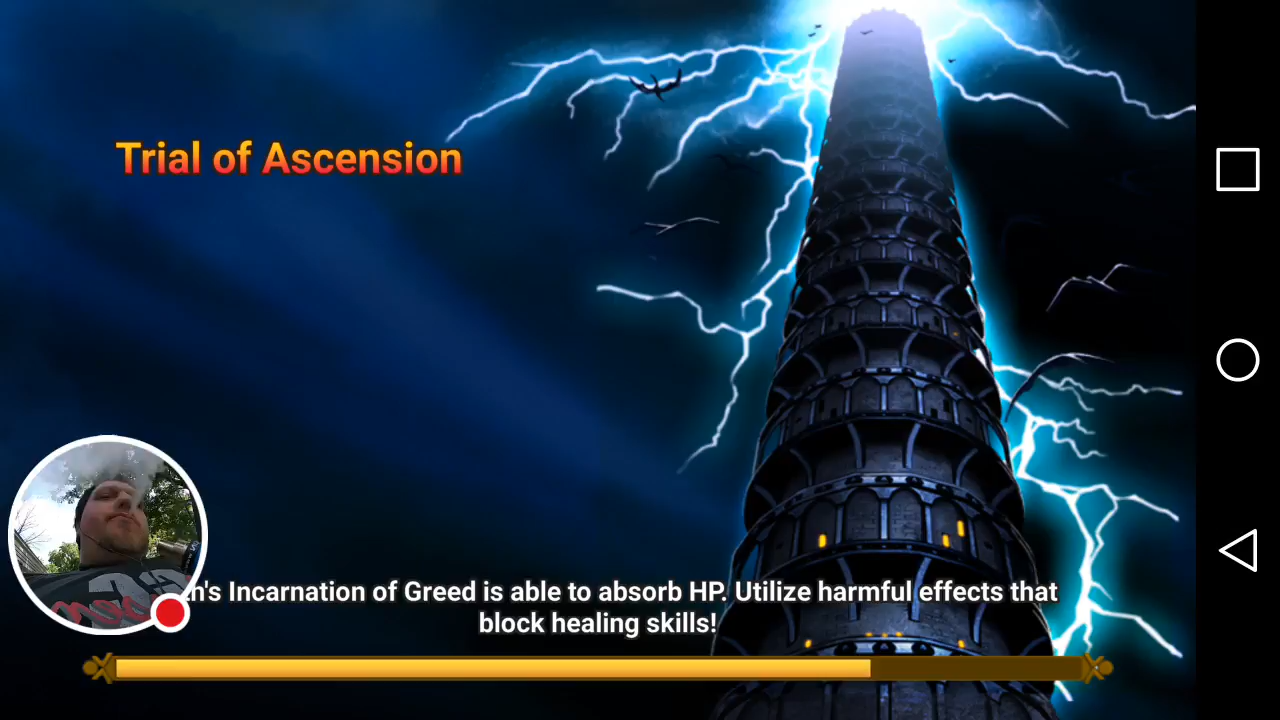 Trial of Ascension
n's Incarnation of Greed is able to absorb HP. Utilize harmful effects that
block healing skills!